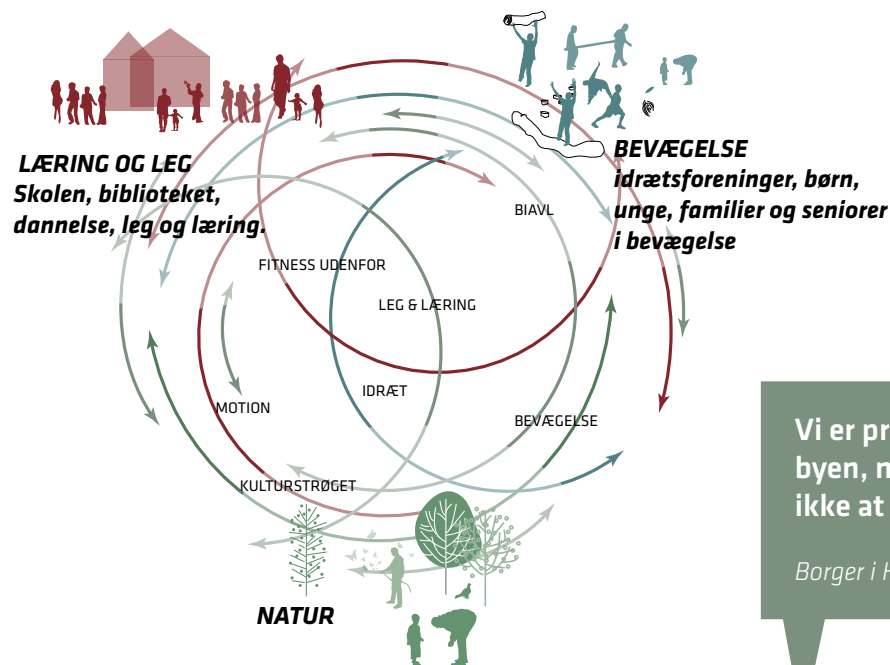 LÆRING OG LEG
Skolen, biblioteket,
dannelse, leg og læring.
BEVÆGELSE
idrætsforeninger, børn,
unge, familier og seniorer
i bevægelse
BIAVL
FITNESS UDENFOR
LEG & LÆRING
IDRÆT
MOTION
BEVÆGELSE
KULTURSTRØGET
NATUR
Vi er
byen,
ikke at
Borger i